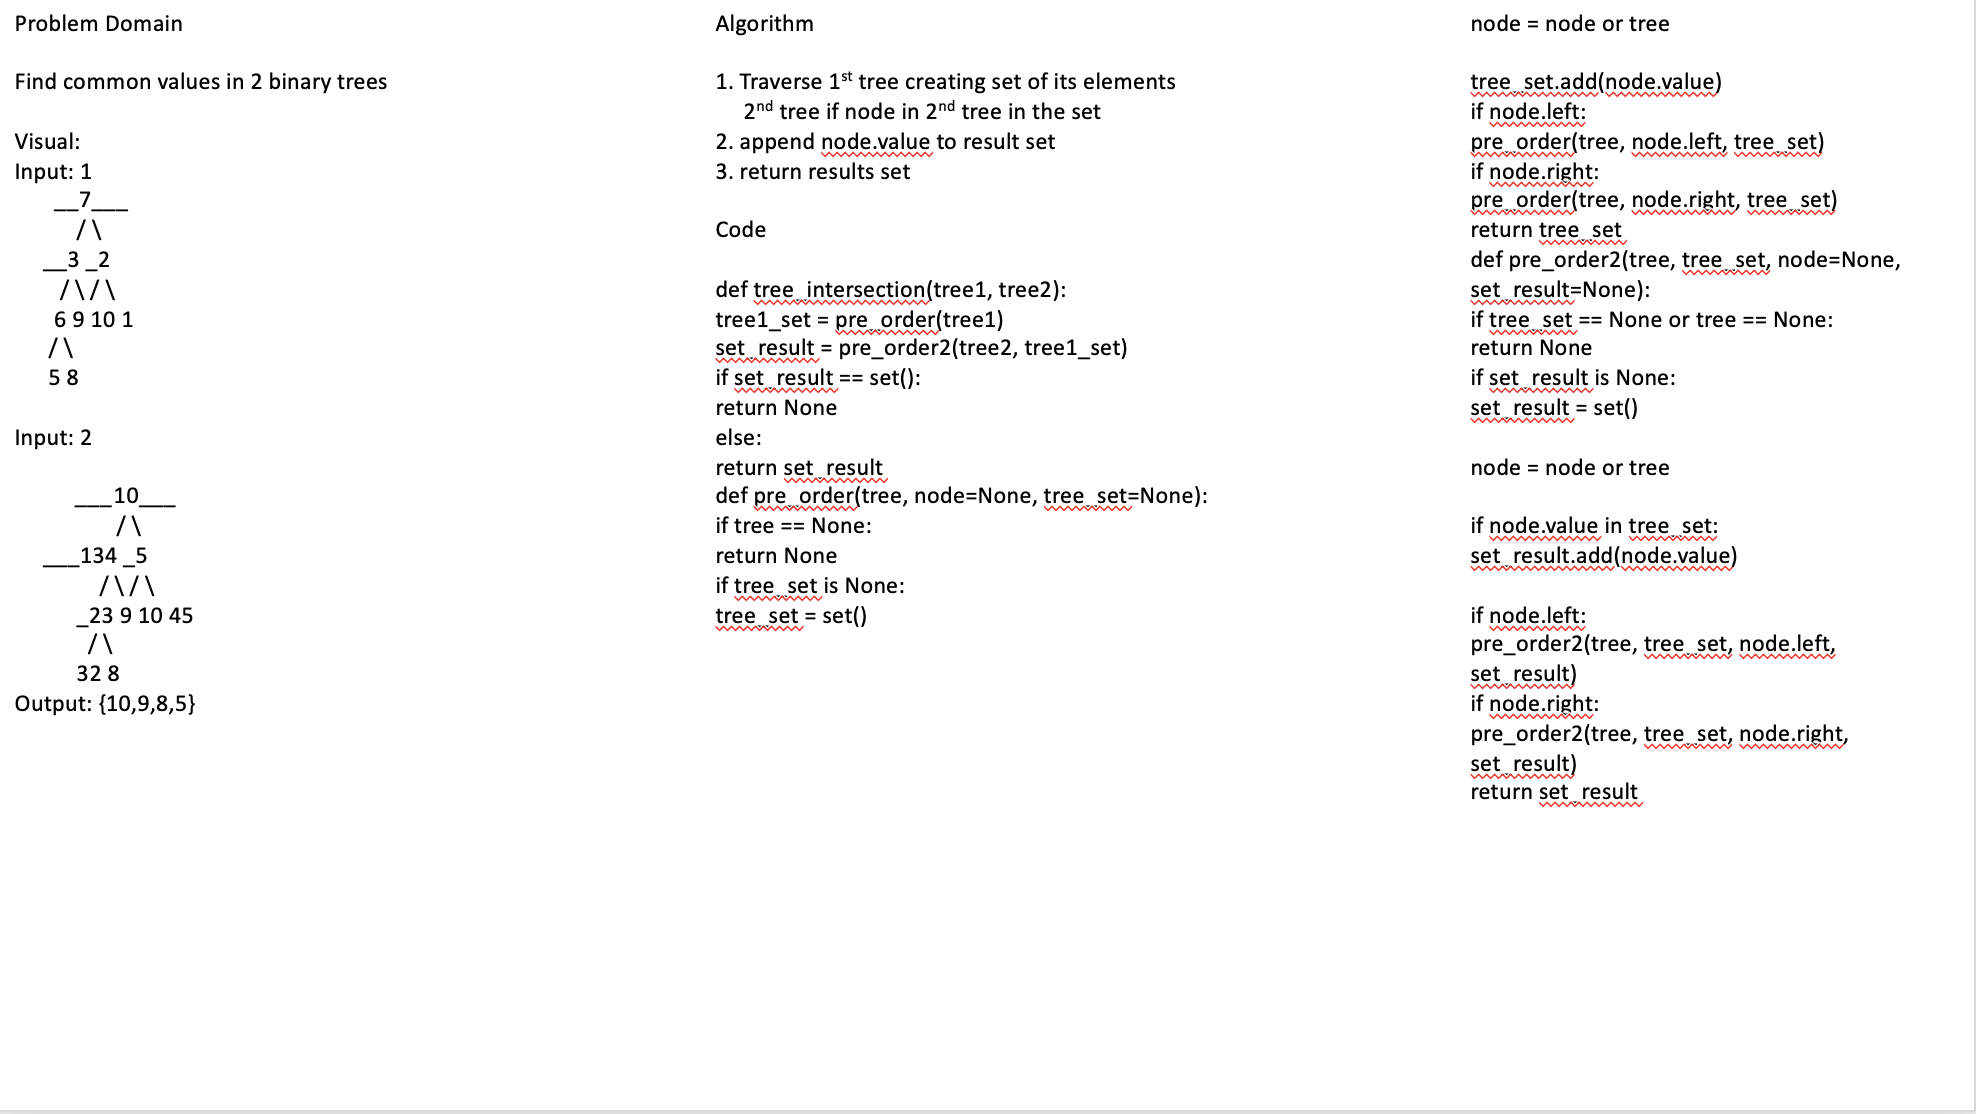 Problem Domain
Find common values in 2 binary trees
Visual:
Input: 1
__7___
/ \
__3 _2
/ \ / \
6 9 10 1
/ \
5 8
Input: 2
___10___
/ \
___134 _5
/ \ / \
_23 9 10 45
/ \
32 8
Output: {10,9,8,5}
Algorithm
1. Traverse 1st tree creating set of its elements
2nd tree if node in 2nd tree in the set
2. append node.value to result set
3. return results set
Code
def tree_intersection(tree1, tree2):
tree1_set = pre_order(tree1)
set_result = pre_order2(tree2, tree1_set)
if set_result == set():
return None
else:
return set_result
def pre_order(tree, node=None, tree_set=None):
if tree == None:
return None
if tree_set is None:
tree_set = set()
node = node or tree
tree_set.add(node.value)
if node.left:
pre_order(tree, node.left, tree_set)
if node.right:
pre_order(tree, node.right, tree_set)
return tree_set
def pre_order2(tree, tree_set, node=None,
set_result=None):
if tree_set == None or tree == None:
return None
if set_result is None:
set_result = set()
node = node or tree
if node.value in tree_set:
set_result.add(node.value)
if node.left:
pre_order2(tree, tree_set, node.left,
set_result)
if node.right:
pre_order2(tree, tree_set, node.right,
set_result)
return set_result